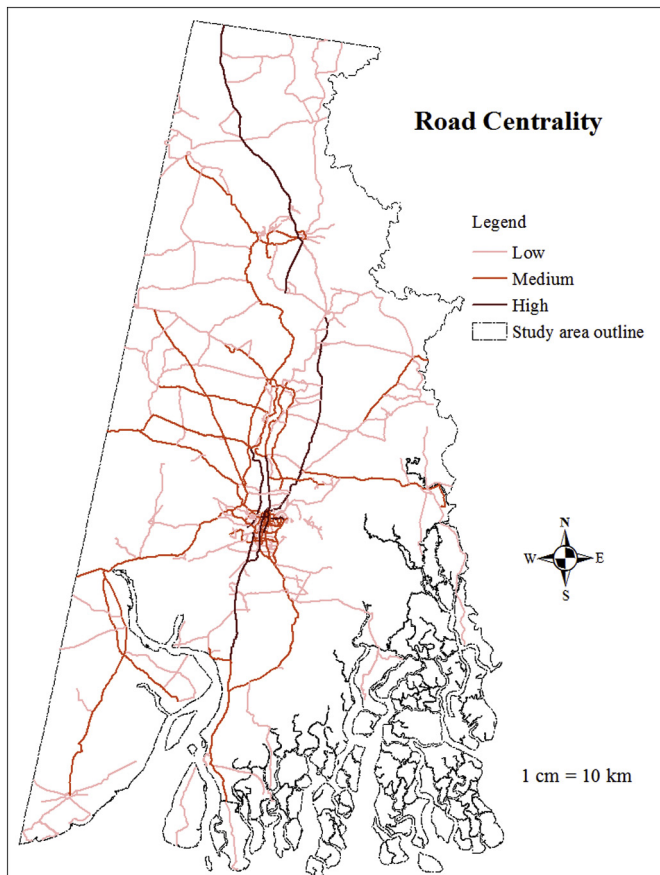 Road Centrality
Legend
Low
Medium
High
Study area outline
N
W E
S
1 cm = 10 km